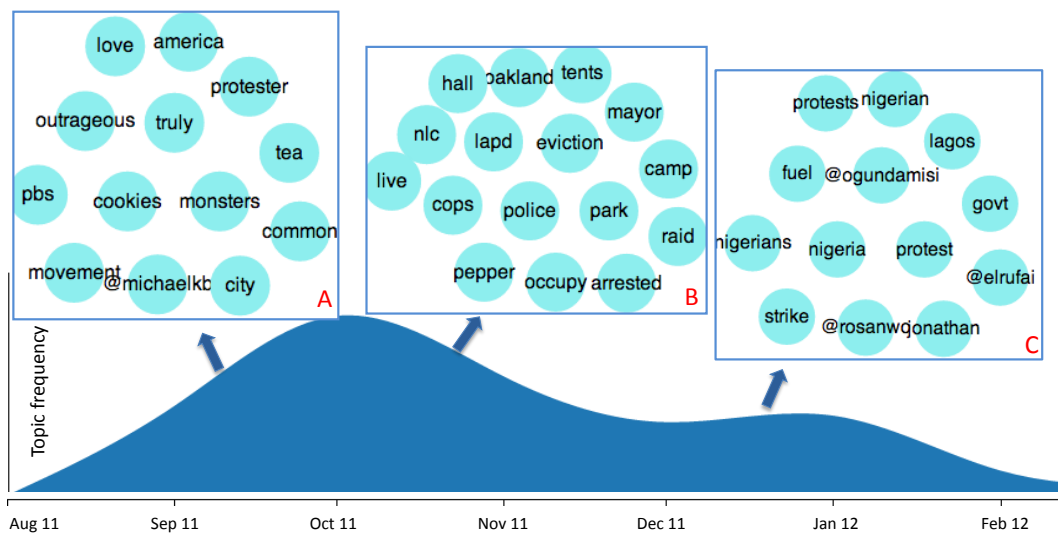 love
america
protester
outrageous
truly
tea
pbs
cookies
monsters
common
movement
@michaelkb
city
A
hall
oakland
tents
mayor
nlc
lapd
eviction
camp
live
cops
police
park
raid
pepper
occupy
arrested
B
protests
nigerian
lagos
fuel
@ogundamisi
govt
nigerians
nigeria
protest
@elrufai
strike
@rosanwo
jonathan
C
Topic frequency
Aug 11
Sep 11
Oct 11
Nov 11
Dec 11
Jan 12
Feb 12